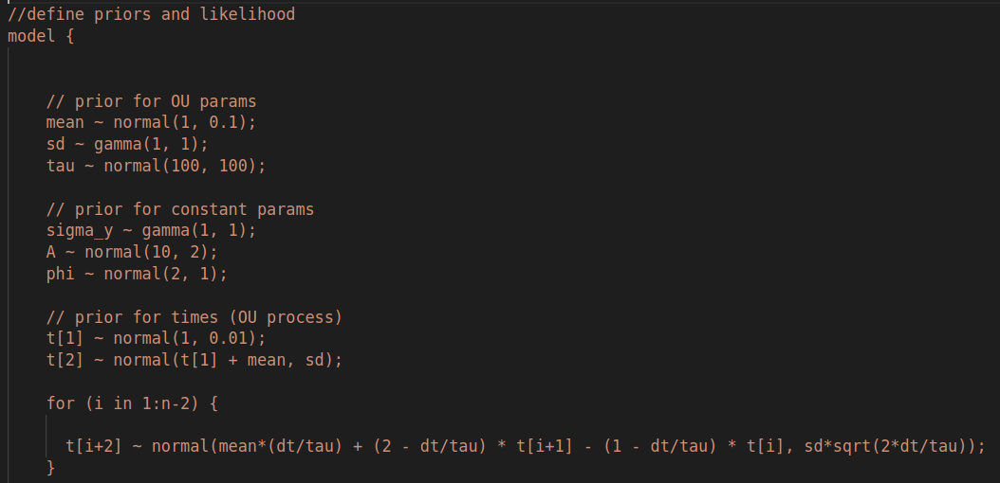 //define priors and likelihood
model {
// prior for OU params
mean ~ normal(1, 0.1);
sd ~ gamma(1, 1);
tau ~ normal(100, 100);
// prior for constant params
sigma_y ~ gamma(1, 1);
A ~ normal(10, 2);
phi ~ normal(2, 1);
// prior for times (OU process)
t[1] ~ normal(1, 0.01);
t[2] ~ normal(t[1] + mean, sd);
for (i in 1:n-2) {
t[i+2] ~ normal(mean*(dt/tau) + (2 - dt/tau) * t[i+1] - (1 - dt/tau) * t[i], sd*sqrt(2*dt/tau));
}